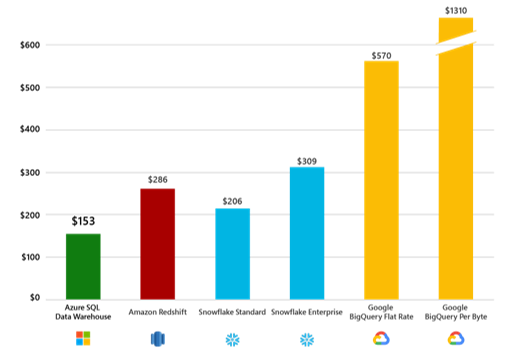 $1310
$600
$570
$500
$400
$300
$309
$286
$200
$206
$153
$100
$0
Azure SQL
Data Warehouse
Amazon Redshift
Snowflake Standard
Snowflake Enterprise
Google
BigQuery Flat Rate
Google
BigQuery Per Byte